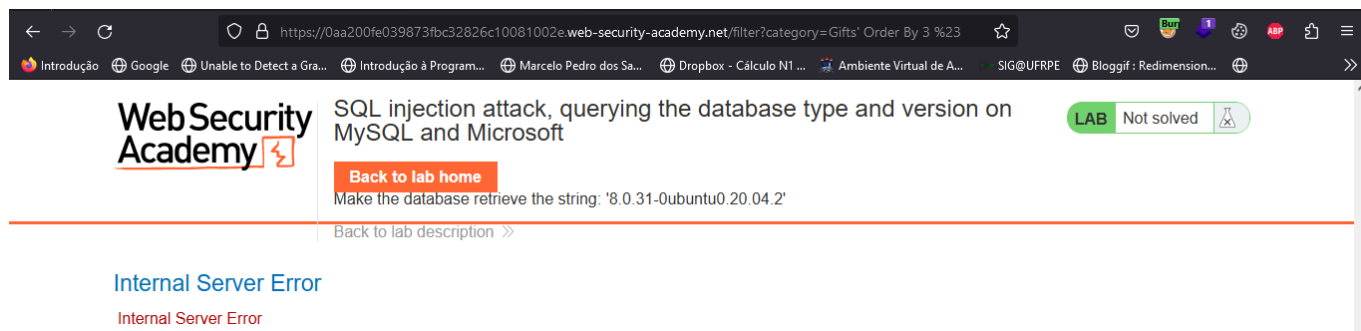 https://0aa200fe039873fbc32826c10081002e.web-security-academy.net/filter?category=Gifts' Order By 3 %23
Bur
1
ABP
Introdução Google Unable to Detect a Gra... Introdução à Program... Marcelo Pedro dos Sa... Dropbox - Cálculo N1 ... Ambiente Virtual de A... SIG@UFRPE Bloggif : Redimension...
Web Security
Academy
SQL injection attack, querying the database type and version on
MySQL and Microsoft
LAB Not solved
Back to lab home
Make the database retrieve the string: '8.0.31-0ubuntu0.20.04.2'
Back to lab description
Internal Server Error
Internal Server Error